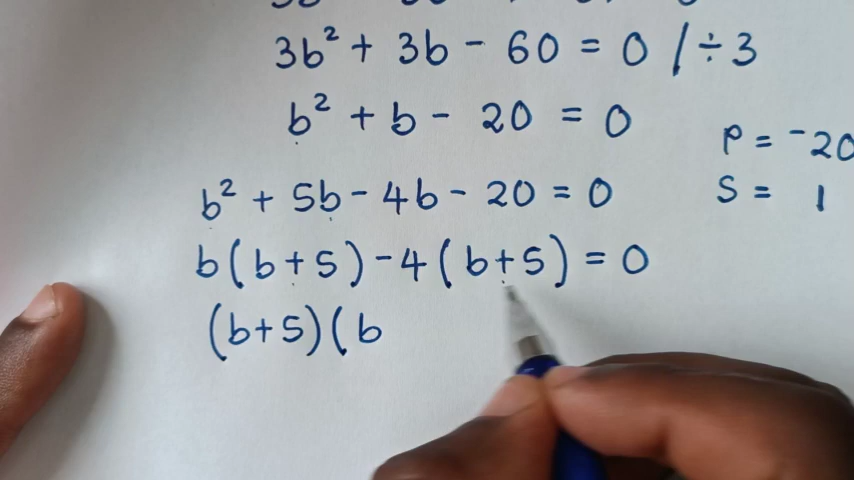 3b² + 3b - 60 = 0 / ÷3
b² + b - 20 = 0
P = ⁻20
S = 1
b² + 5b - 4b - 20 = 0
b(b+5) - 4(b+5) = 0
(b+5)(b